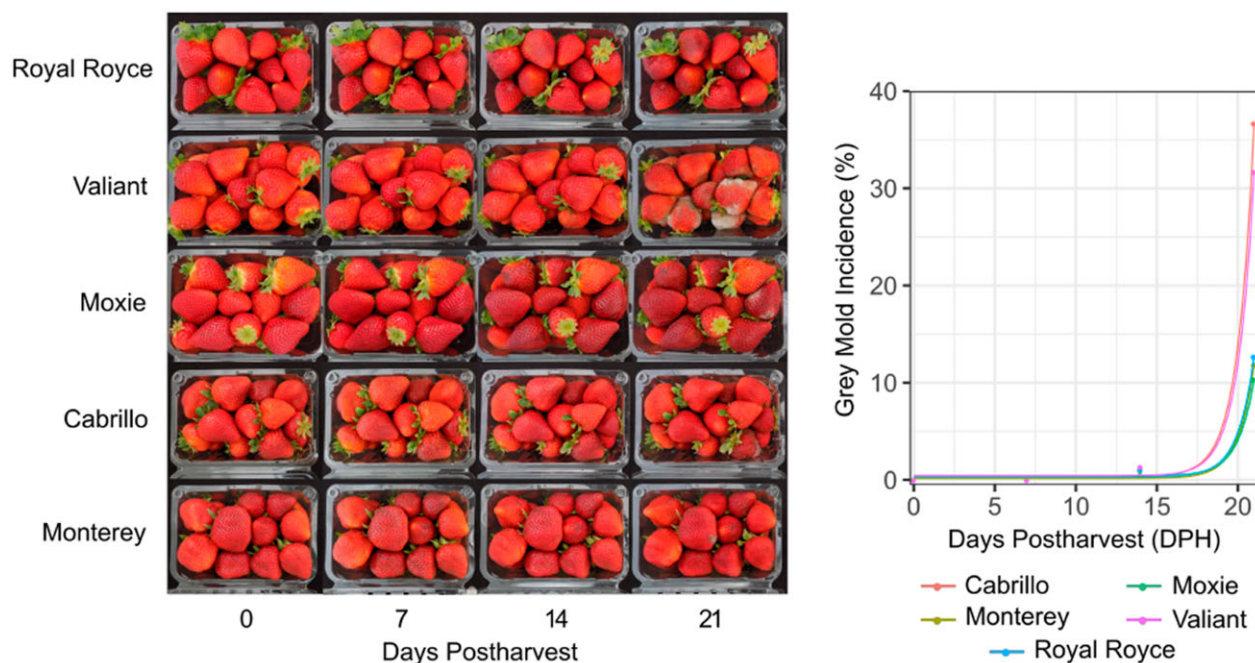 Royal Royce
Valiant
Moxie
Cabrillo
Monterey
0 7 14 21
Days Postharvest
Grey Mold Incidence (%)
40
30
20
10
0
0 5 10 15 20
Days Postharvest (DPH)
Cabrillo Moxie
Monterey Valiant
Royal Royce